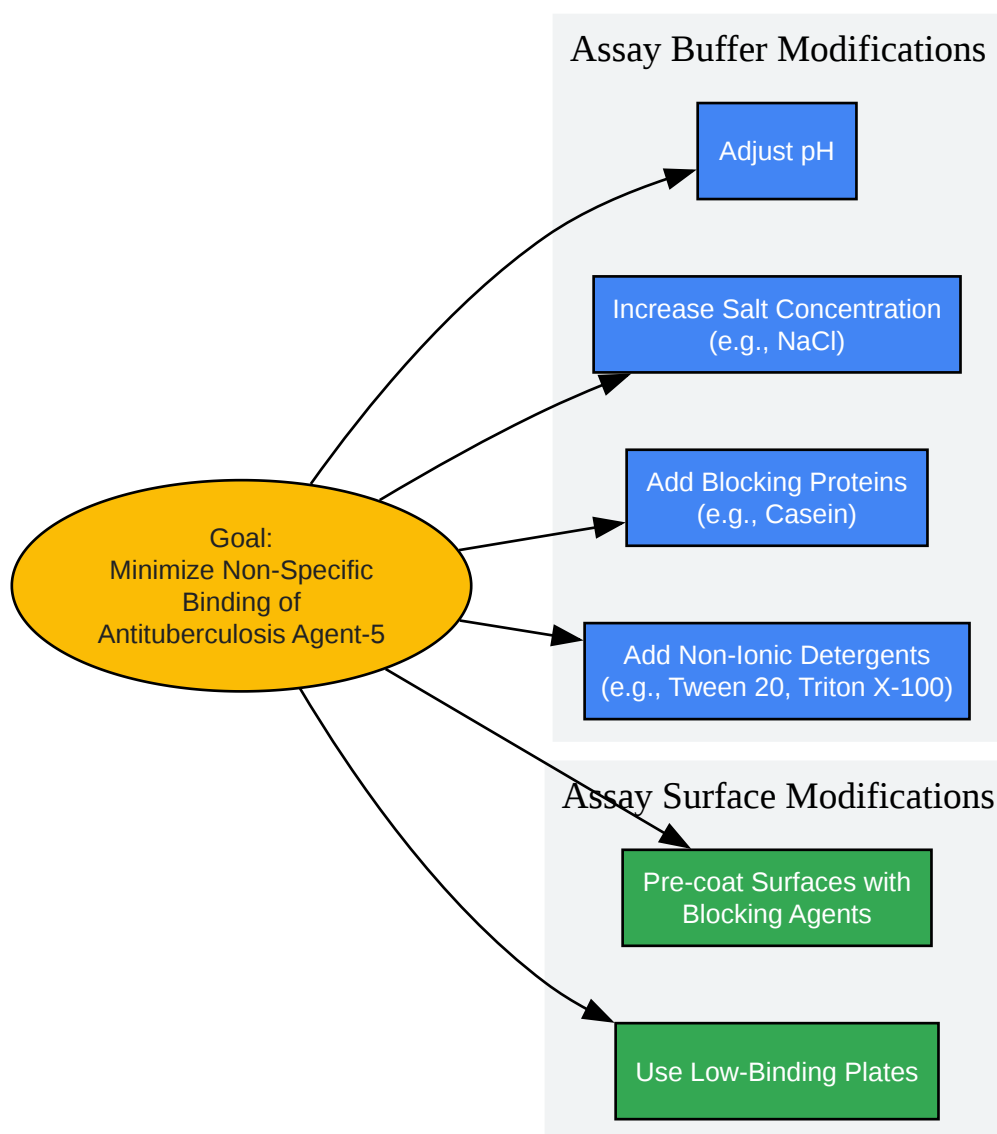 Assay Buffer Modifications
Adjust pH
Increase Salt Concentration
(e.g., NaCl)
Add Blocking Proteins
(e.g., Casein)
Goal:
Minimize Non-Specific
Binding of
Antituberculosis Agent-5
Add Non-Ionic Detergents
(e.g., Tween 20, Triton X-100)
Assay Surface Modifications
Pre-coat Surfaces with
Blocking Agents
Use Low-Binding Plates